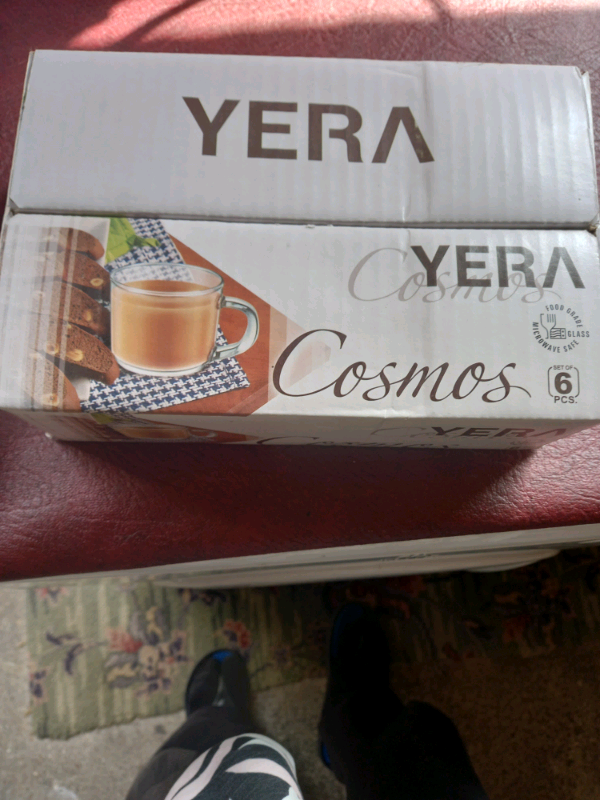 YERA
Cosmos
YERA
FOOD GRADE
GLASS
MICROWAVE SAFE
Cosmos
SET OF
6
PCS.
YERA